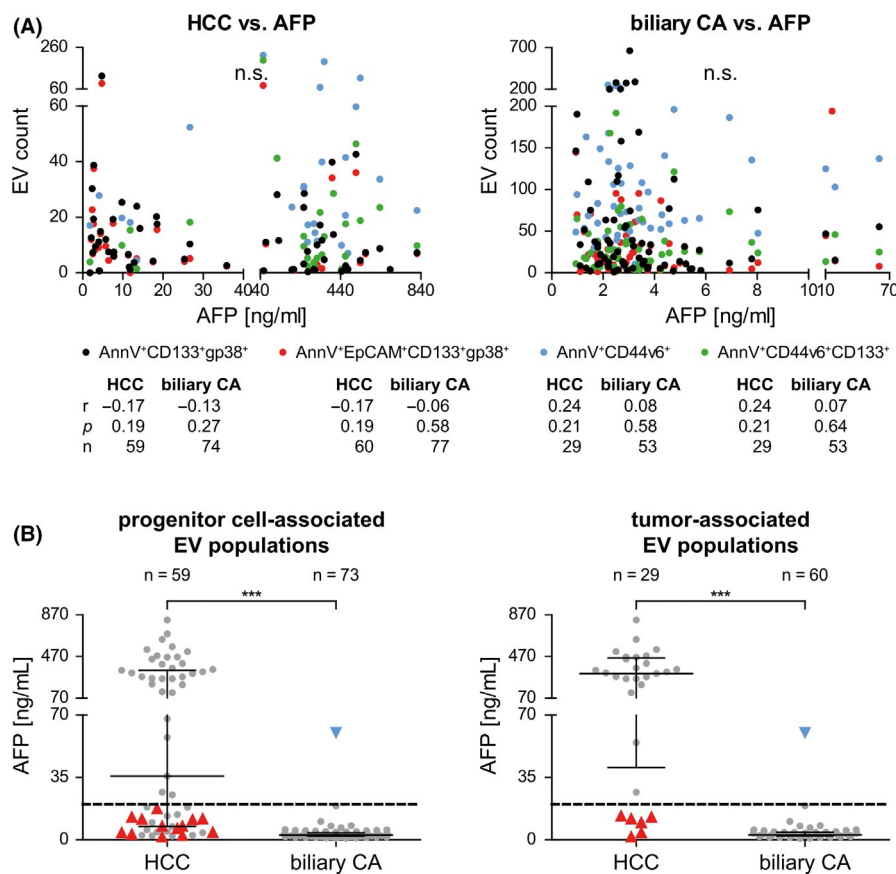 (A)
HCC vs. AFP
biliary CA vs. AFP
260
60
60
40
20
0
EV count
n.s.
0 10 20 30 40 40 440 840
AFP [ng/ml]
700
200
200
150
100
50
0
EV count
n.s.
0 2 4 6 8 10 10 70
AFP [ng/ml]
AnnV⁺CD133⁺gp38⁺ AnnV⁺EpCAM⁺CD133⁺gp38⁺ AnnV⁺CD44v6⁺ AnnV⁺CD44v6⁺CD133⁺
HCC biliary CA HCC biliary CA HCC biliary CA HCC biliary CA
r –0.17 –0.13 –0.17 –0.06 0.24 0.08 0.24 0.07
p 0.19 0.27 0.19 0.58 0.21 0.58 0.21 0.64
n 59 74 60 77 29 53 29 53
(B)
progenitor cell-associated
EV populations
n = 59 n = 73
***
870
470
70
70
35
0
AFP [ng/mL]
HCC biliary CA
tumor-associated
EV populations
n = 29 n = 60
***
870
470
70
70
35
0
AFP [ng/mL]
HCC biliary CA